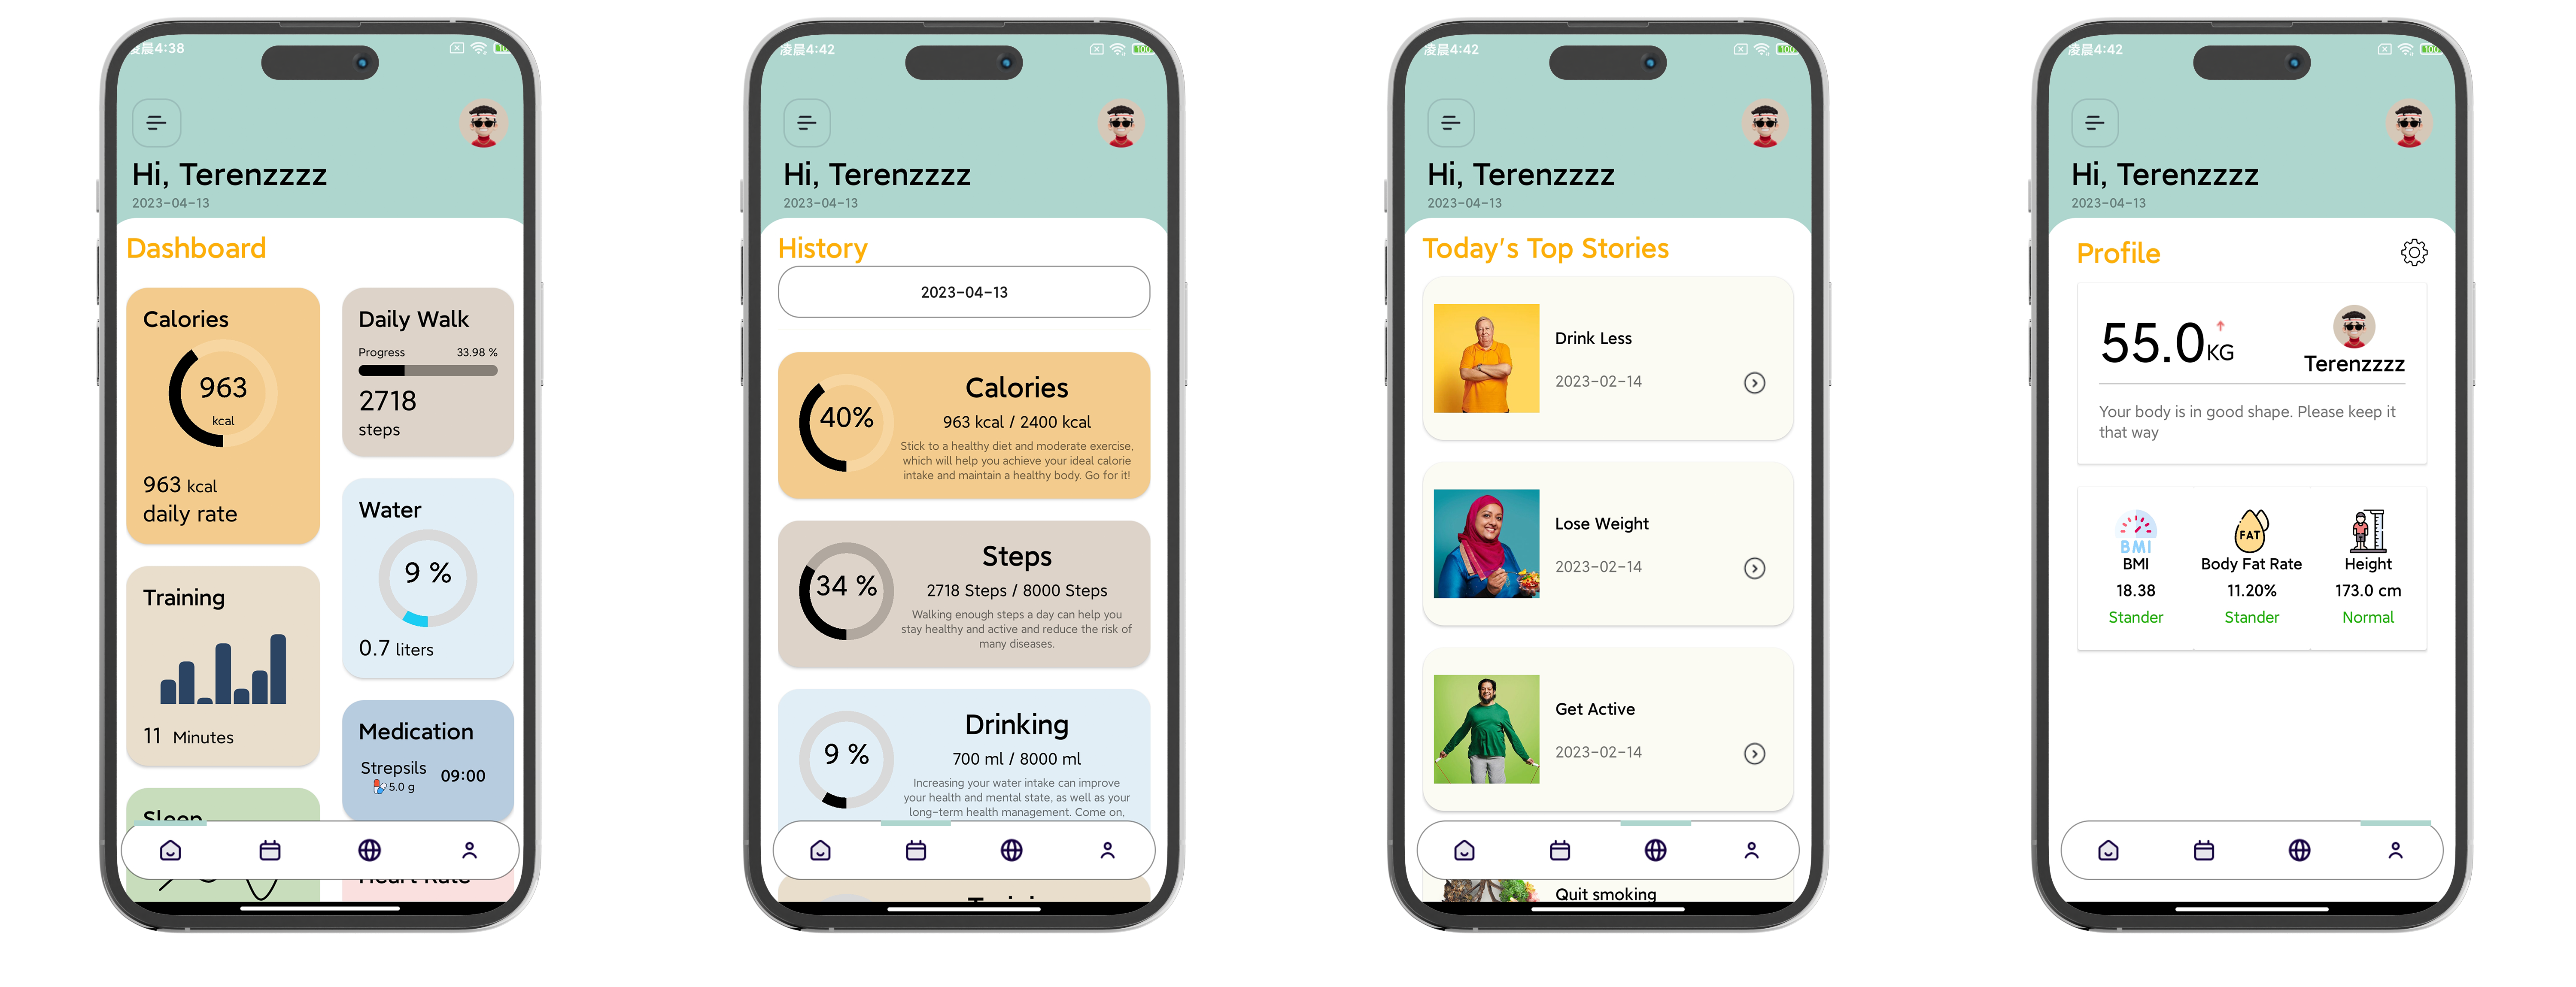 凌晨4:38
Hi, Terenzzzz
2023-04-13
Dashboard
Calories
963
kcal
963 kcal
daily rate
Daily Walk
Progress 33.98 %
2718
steps
Water
9 %
0.7 liters
Training
11 Minutes
Medication
Strepsils
5.0 g
09:00
Sleep
Heart Rate
凌晨4:42
100
Hi, Terenzzzz
2023-04-13
History
2023-04-13
40%
Calories
963 kcal / 2400 kcal
Stick to a healthy diet and moderate exercise,
which will help you achieve your ideal calorie
intake and maintain a healthy body. Go for it!
34 %
Steps
2718 Steps / 8000 Steps
Walking enough steps a day can help you
stay healthy and active and reduce the risk of
many diseases.
9 %
Drinking
700 ml / 8000 ml
Increasing your water intake can improve
your health and mental state, as well as your
long-term health management. Come on,
凌晨4:42
100
Hi, Terenzzzz
2023-04-13
Today's Top Stories
Drink Less
2023-02-14
Lose Weight
2023-02-14
Get Active
2023-02-14
Quit smoking
凌晨4:42
100
Hi, Terenzzzz
2023-04-13
Profile
55.0KG
Terenzzzz
Your body is in good shape. Please keep it
that way
BMI
BMI
18.38
Stander
FAT
Body Fat Rate
11.20%
Stander
Height
173.0 cm
Normal